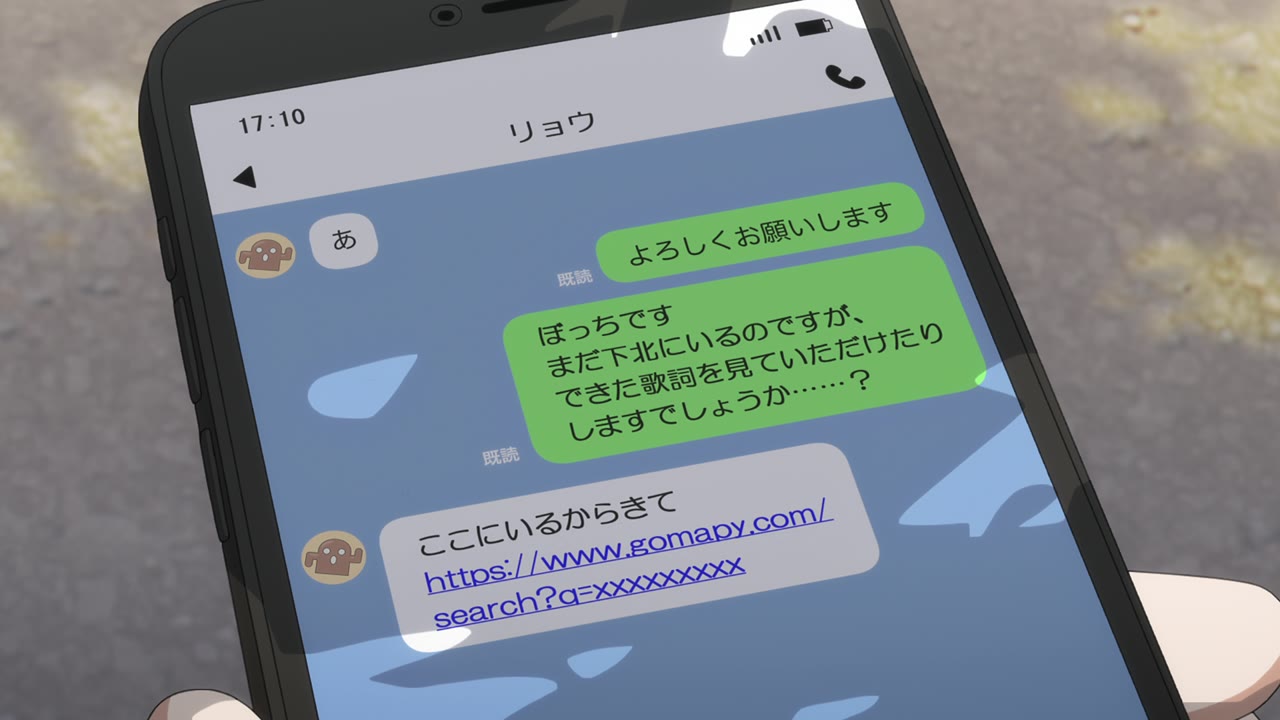 17:10
リョウ
あ
よろしくお願いします
既読
ぼっちです
まだ下北にいるのですが、
できた歌詞を見ていただけたり
しますでしょうか……？
既読
ここにいるからきて
https://www.gomapy.com/
search?q=xxxxxxxxx